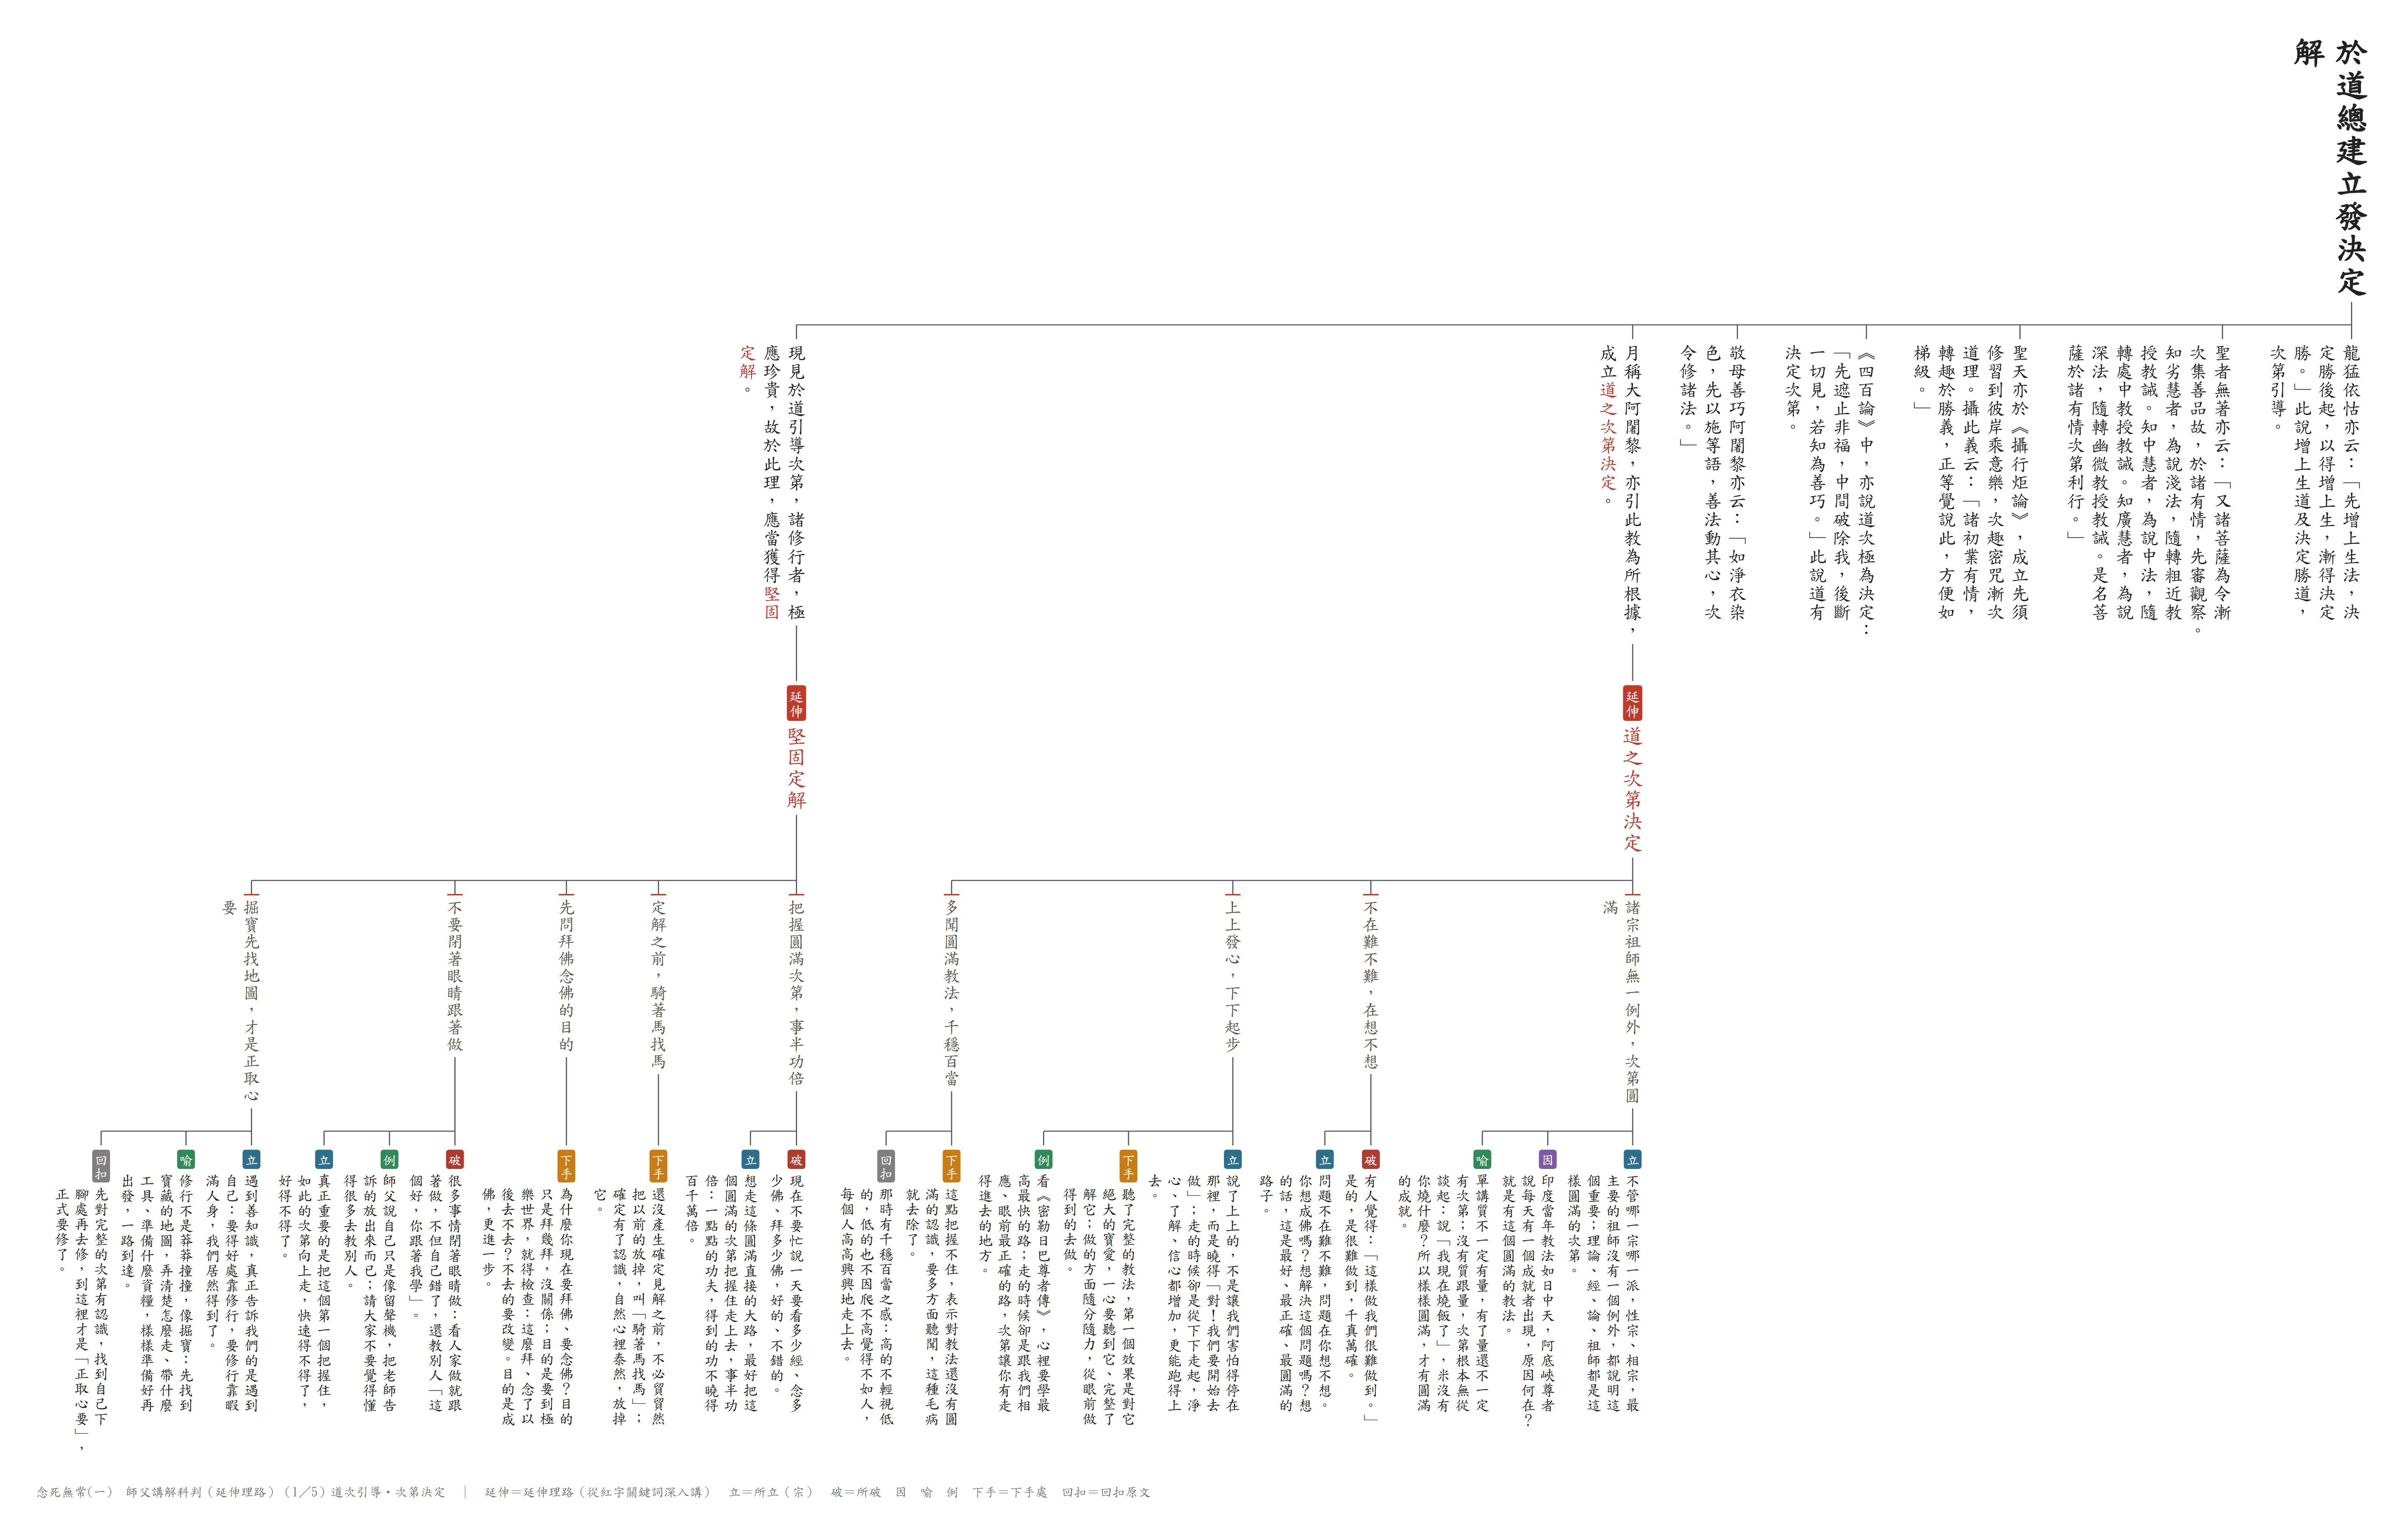 於道總建立發決定
解
龍猛依怙亦云：「先增上生法，決
定勝後起，以得增上生，漸得決定
勝。」此說增上生道及決定勝道，
次第引導。
聖者無著亦云：「又諸菩薩為令漸
次集善品故，於諸有情，先審觀察。
知劣慧者，為說淺法，隨轉粗近教
授教誡。知中慧者，為說中法，隨
轉處中教授教誡。知廣慧者，為說
深法，隨轉幽微教授教誡。是名菩
薩於諸有情次第利行。」
聖天亦於《攝行炬論》，成立先須
修習到彼岸乘意樂，次趣密咒漸次
道理。攝此義云：「諸初業有情，
轉趣於勝義，正等覺說此，方便如
梯級。」
《四百論》中，亦說道次極為決定：
「先遮止非福，中間破除我，後斷
一切見，若知為善巧。」此說道有
決定次第。
敬母善巧阿闍黎亦云：「如淨衣染
色，先以施等語，善法動其心，次
令修諸法。」
月稱大阿闍黎，亦引此教為所根據，
成立道之次第決定。
現見於道引導次第，諸修行者，極
應珍貴，故於此理，應當獲得堅固
定解。
延伸
道之次第決定
延伸
堅固定解
諸宗祖師無一例外，次第圓
滿
不在難不難，在想不想
上上發心，下下起步
多聞圓滿教法，千穩百當
把握圓滿次第，事半功倍
定解之前，騎著馬找馬
先問拜佛念佛的目的
不要閉著眼睛跟著做
掘寶先找地圖，才是正取心
要
立
不管哪一宗哪一派，性宗、相宗，最
主要的祖師沒有一個例外，都說明這
個重要；理論、經、論、祖師都是這
樣圓滿的次第。
因
印度當年教法如日中天，阿底峽尊者
說每天有一個成就者出現，原因何在？
就是有這個圓滿的教法。
喻
單講質不一定有量，有了量還不一定
有次第；沒有質跟量，次第根本無從
談起：說「我現在燒飯了」，米沒有
你燒什麼？所以樣樣圓滿，才有圓滿
的成就。
破
有人覺得：「這樣做我們很難做到。」
是的，是很難做到，千真萬確。
立
問題不在難不難，問題在你想不想。
你想成佛嗎？想解決這個問題嗎？想
的話，這是最好、最正確、最圓滿的
路子。
立
說了上上的，不是讓我們害怕得停在
那裡，而是曉得「對！我們要開始去
做」；走的時候卻是從下下走起，淨
心、了解、信心都增加，更能跑得上
去。
下手
聽了完整的教法，第一個效果是對它
絕大的寶愛，一心要聽到它、完整了
解它；做的方面隨分隨力，從眼前做
得到的去做。
例
看《密勒日巴尊者傳》，心裡要學最
高最快的路；走的時候卻是跟我們相
應、眼前最正確的路，次第讓你有走
得進去的地方。
下手
這點把握不住，表示對教法還沒有圓
滿的認識，要多方面聽聞，這種毛病
就去除了。
回扣
那時有千穩百當之感：高的不輕視低
的，低的也不因爬不高覺得不如人，
每個人高高興興地走上去。
破
現在不要忙說一天要看多少經、念多
少佛、拜多少佛，好的、不錯的。
立
想走這條圓滿直接的大路，最好把這
個圓滿的次第把握住走上去，事半功
倍：一點點的功夫，得到的功不曉得
百千萬倍。
下手
還沒產生確定見解之前，不必貿貿然
把以前的放掉，叫「騎著馬找馬」；
確定有了認識，自然心裡泰然，放掉
它。
下手
為什麼你現在要拜佛、要念佛？目的
只是拜幾拜，沒關係；目的是要到極
樂世界，就得檢查：這麼拜、念了以
後去不去？不去的要改變。目的是成
佛，更進一步。
破
很多事情閉著眼睛做：看人家做就跟
著做，不但自己錯了，還教別人「這
個好，你跟著我學」。
例
師父說自己只是像留聲機，把老師告
訴的放出來而已；請大家不要覺得懂
得很多去教別人。
立
真正重要的是把這個第一個把握住，
如此的次第向上走，快速得不得了，
好得不得了。
立
遇到善知識，真正告訴我們的是遇到
自己：要得好處靠修行，要修行靠暇
滿人身，我們居然得到了。
喻
修行不是莽莽撞撞，像掘寶：先找到
寶藏的地圖，弄清楚怎麼走、帶什麼
工具、準備什麼資糧，樣樣準備好再
出發，一路到達。
回扣
先對完整的次第有認識，找到自己下
腳處再去修，到這裡才是「正取心要」，
正式要修了。
念死無常(一)　師父講解科判（延伸理路）（1／5）道次引導・次第決定　｜　延伸＝延伸理路（從紅字關鍵詞深入講）　立＝所立（宗）　破＝所破　因　喻　例　下手＝下手處　回扣＝回扣原文